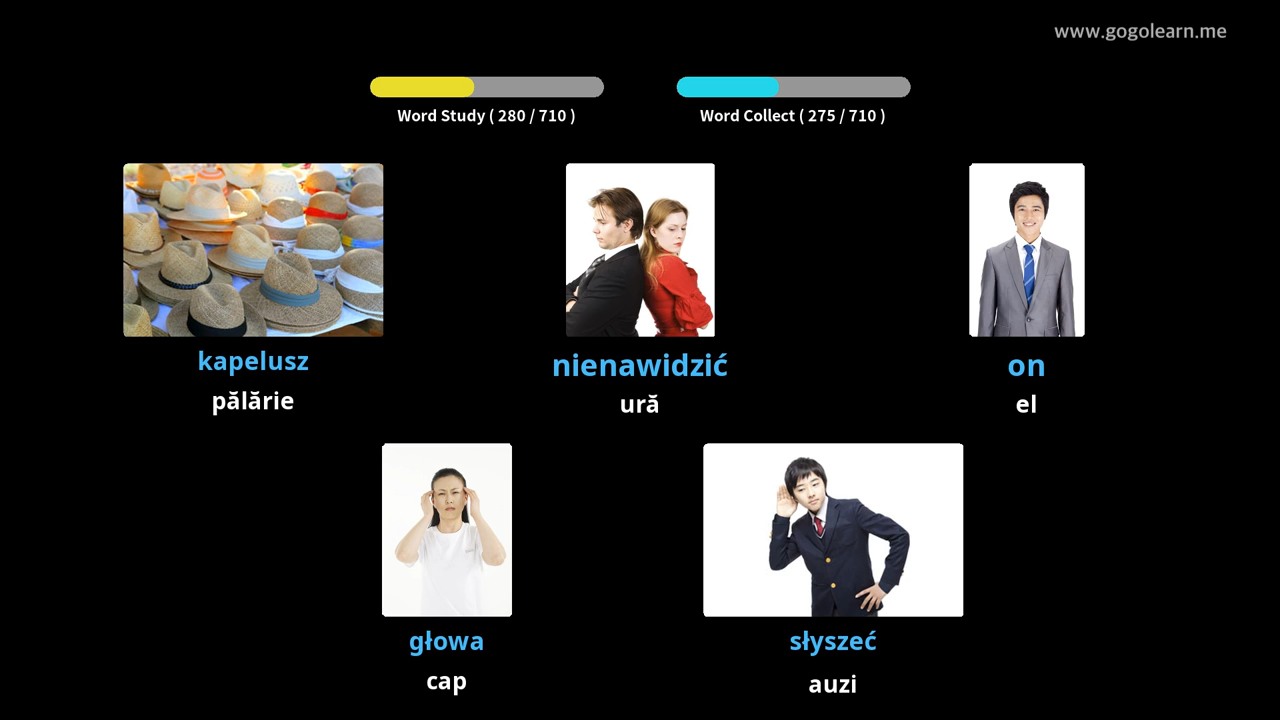 www.gogolearn.me
Word Study ( 280 / 710 )
Word Collect ( 275 / 710 )
kapelusz
pălărie
nienawidzić
ură
on
el
głowa
cap
słyszeć
auzi